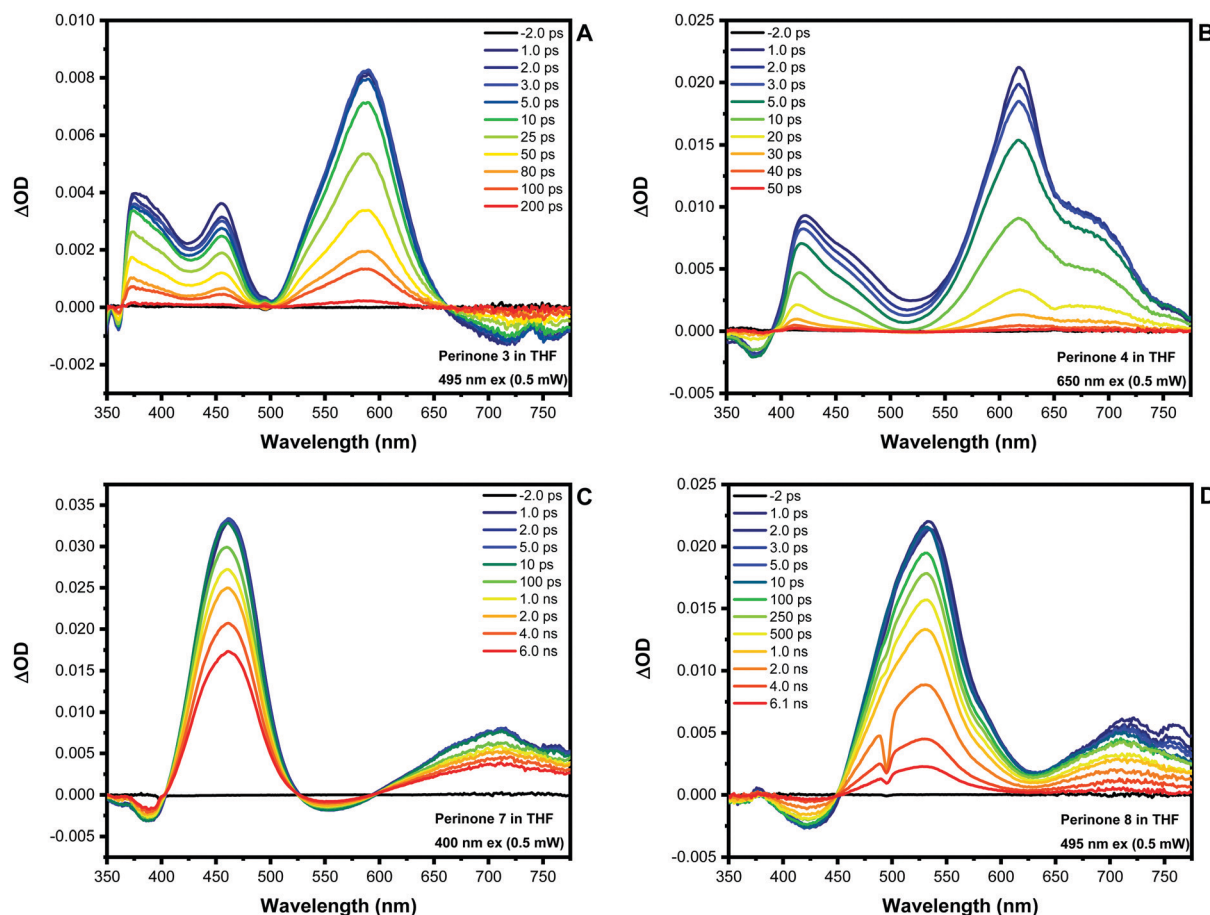 A
0.010
0.008
0.006
0.004
0.002
0.000
-0.002
ΔOD
-2.0 ps
1.0 ps
2.0 ps
3.0 ps
5.0 ps
10 ps
25 ps
50 ps
80 ps
100 ps
200 ps
Perinone 3 in THF
495 nm ex (0.5 mW)
350 400 450 500 550 600 650 700 750
Wavelength (nm)
B
0.025
0.020
0.015
0.010
0.005
0.000
-0.005
ΔOD
-2.0 ps
1.0 ps
2.0 ps
3.0 ps
5.0 ps
10 ps
20 ps
30 ps
40 ps
50 ps
Perinone 4 in THF
650 nm ex (0.5 mW)
350 400 450 500 550 600 650 700 750
Wavelength (nm)
C
0.035
0.030
0.025
0.020
0.015
0.010
0.005
0.000
-0.005
ΔOD
-2.0 ps
1.0 ps
2.0 ps
5.0 ps
10 ps
100 ps
1.0 ns
2.0 ps
4.0 ns
6.0 ns
Perinone 7 in THF
400 nm ex (0.5 mW)
350 400 450 500 550 600 650 700 750
Wavelength (nm)
D
0.025
0.020
0.015
0.010
0.005
0.000
-0.005
ΔOD
-2 ps
1.0 ps
2.0 ps
3.0 ps
5.0 ps
10 ps
100 ps
250 ps
500 ps
1.0 ns
2.0 ns
4.0 ns
6.1 ns
Perinone 8 in THF
495 nm ex (0.5 mW)
350 400 450 500 550 600 650 700 750
Wavelength (nm)